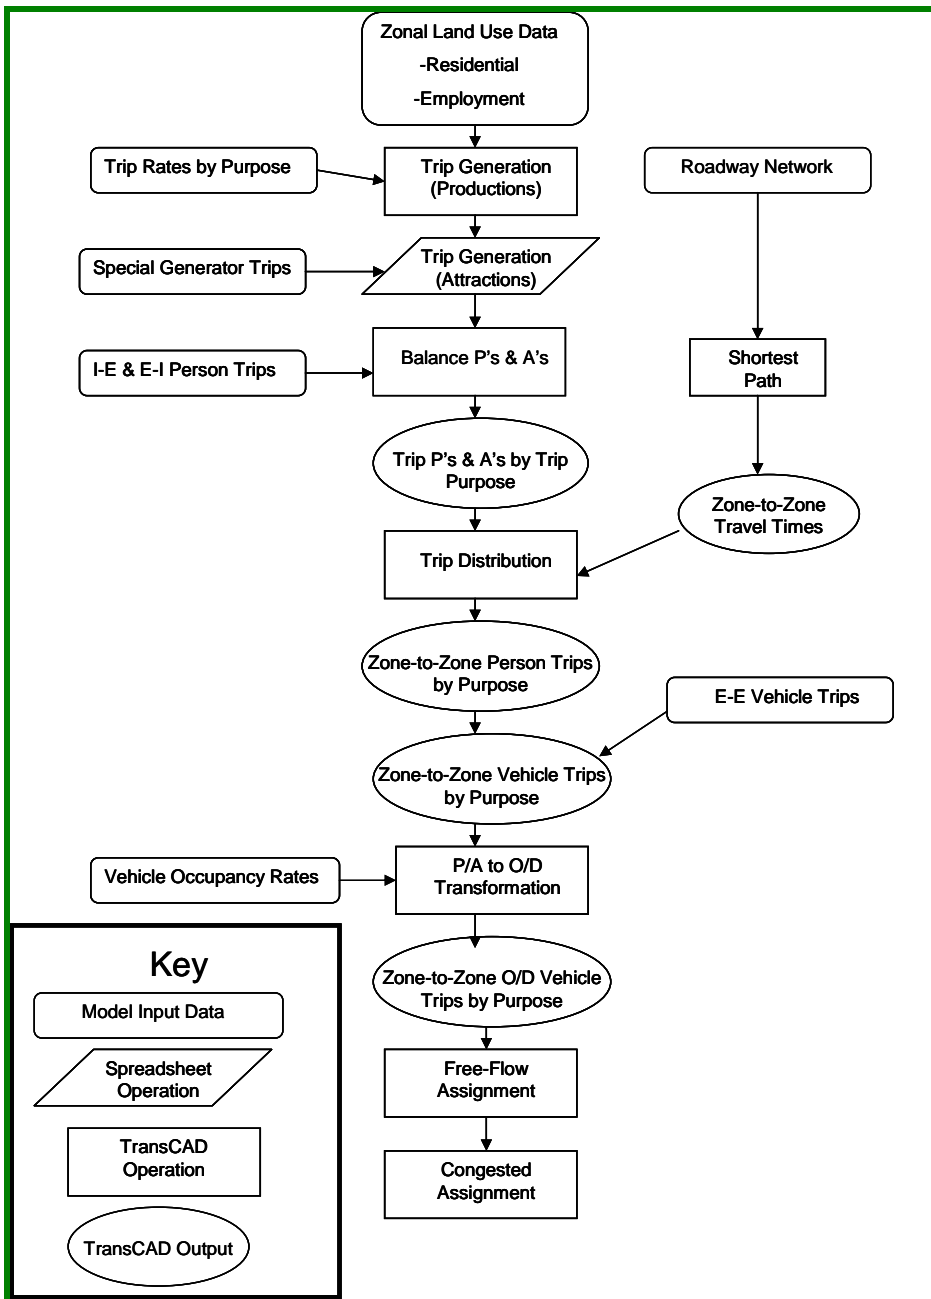 Zonal Land Use Data
-Residential
-Employment
Trip Rates by Purpose
Trip Generation
(Productions)
Roadway Network
Special Generator Trips
Trip Generation
(Attractions)
I-E & E-I Person Trips
Balance P's & A's
Shortest
Path
Trip P's & A's by Trip
Purpose
Zone-to-Zone
Travel Times
Trip Distribution
Zone-to-Zone Person Trips
by Purpose
E-E Vehicle Trips
Zone-to-Zone Vehicle Trips
by Purpose
Vehicle Occupancy Rates
P/A to O/D
Transformation
Zone-to-Zone O/D Vehicle
Trips by Purpose
Free-Flow
Assignment
Congested
Assignment
Key
Model Input Data
Spreadsheet
Operation
TransCAD
Operation
TransCAD Output